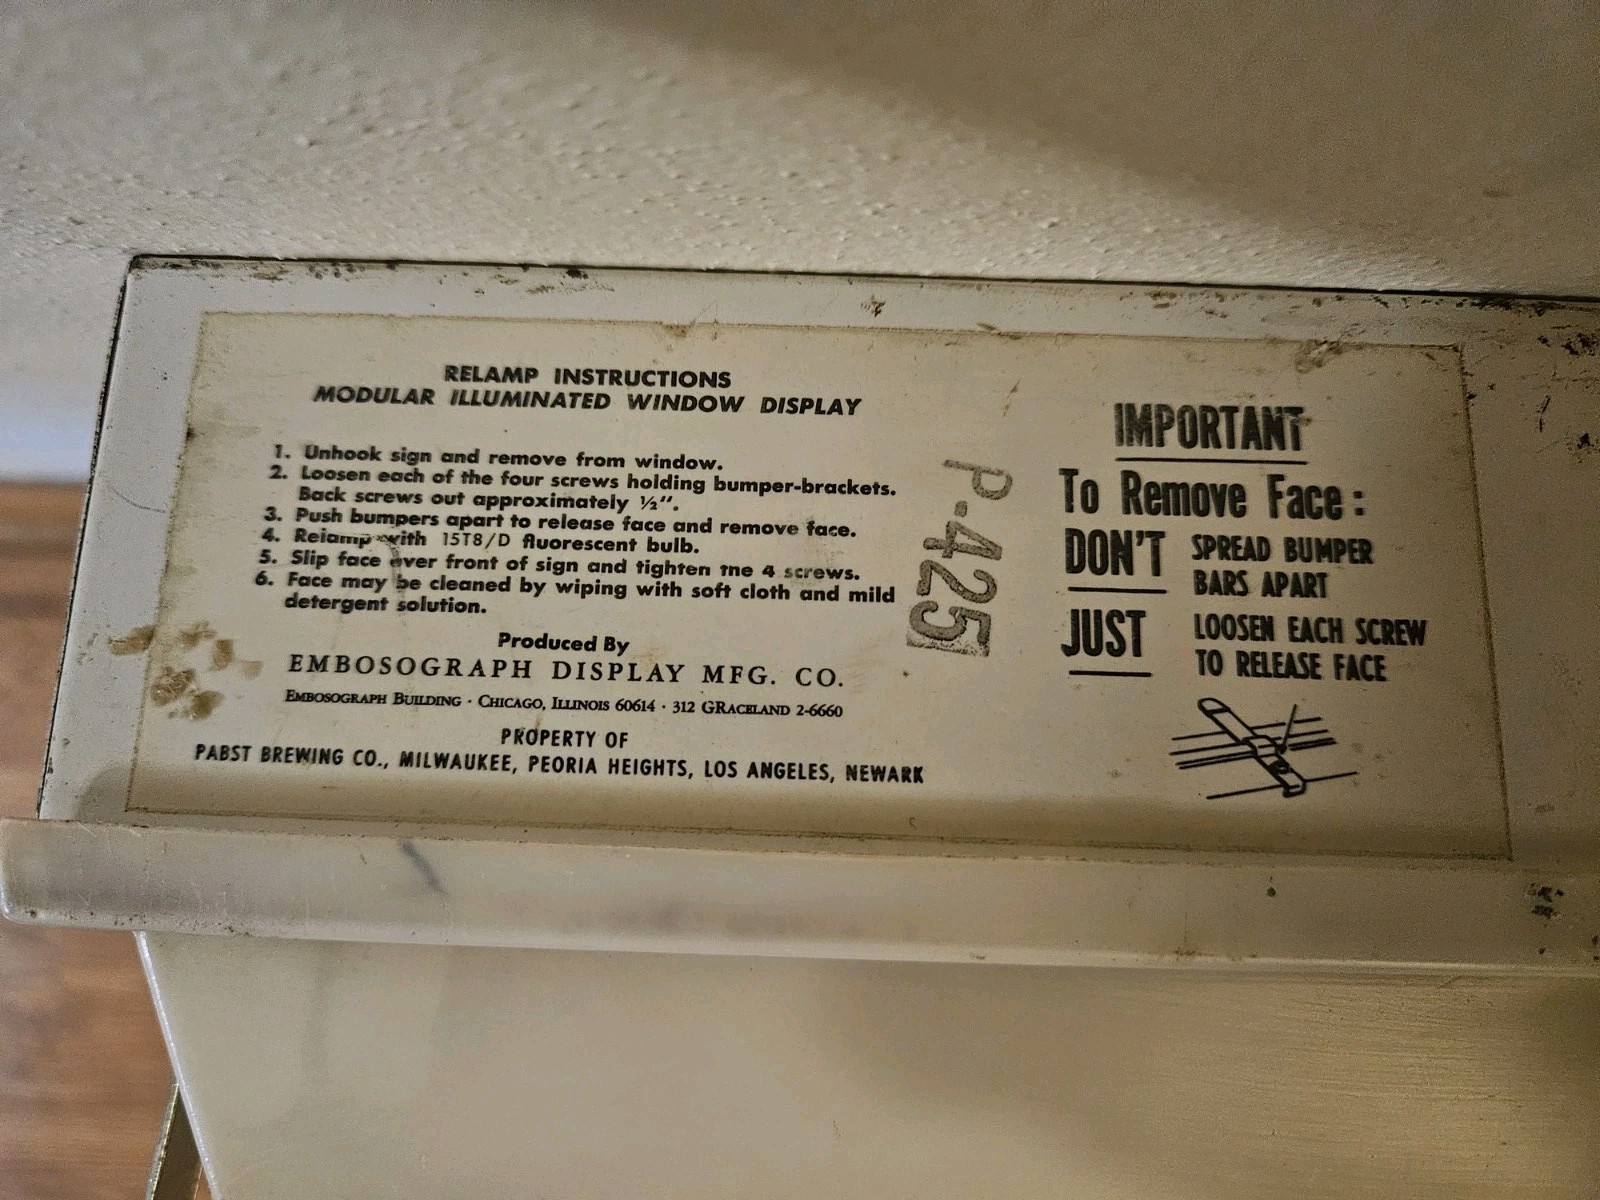 RELAMP INSTRUCTIONS
MODULAR ILLUMINATED WINDOW DISPLAY
1. Unhook sign and remove from window.
2. Loosen each of the four screws holding bumper-brackets.
Back screws out approximately ½".
3. Push bumpers apart to release face and remove face.
4. Relamp with 15T8/D fluorescent bulb.
5. Slip face over front of sign and tighten the 4 screws.
6. Face may be cleaned by wiping with soft cloth and mild
detergent solution.
Produced By
EMBOSOGRAPH DISPLAY MFG. CO.
EMBOSOGRAPH BUILDING · CHICAGO, ILLINOIS 60614 · 312 GRACELAND 2-6660
PROPERTY OF
PABST BREWING CO., MILWAUKEE, PEORIA HEIGHTS, LOS ANGELES, NEWARK
P-425
IMPORTANT
To Remove Face:
DON'T SPREAD BUMPER
BARS APART
JUST LOOSEN EACH SCREW
TO RELEASE FACE